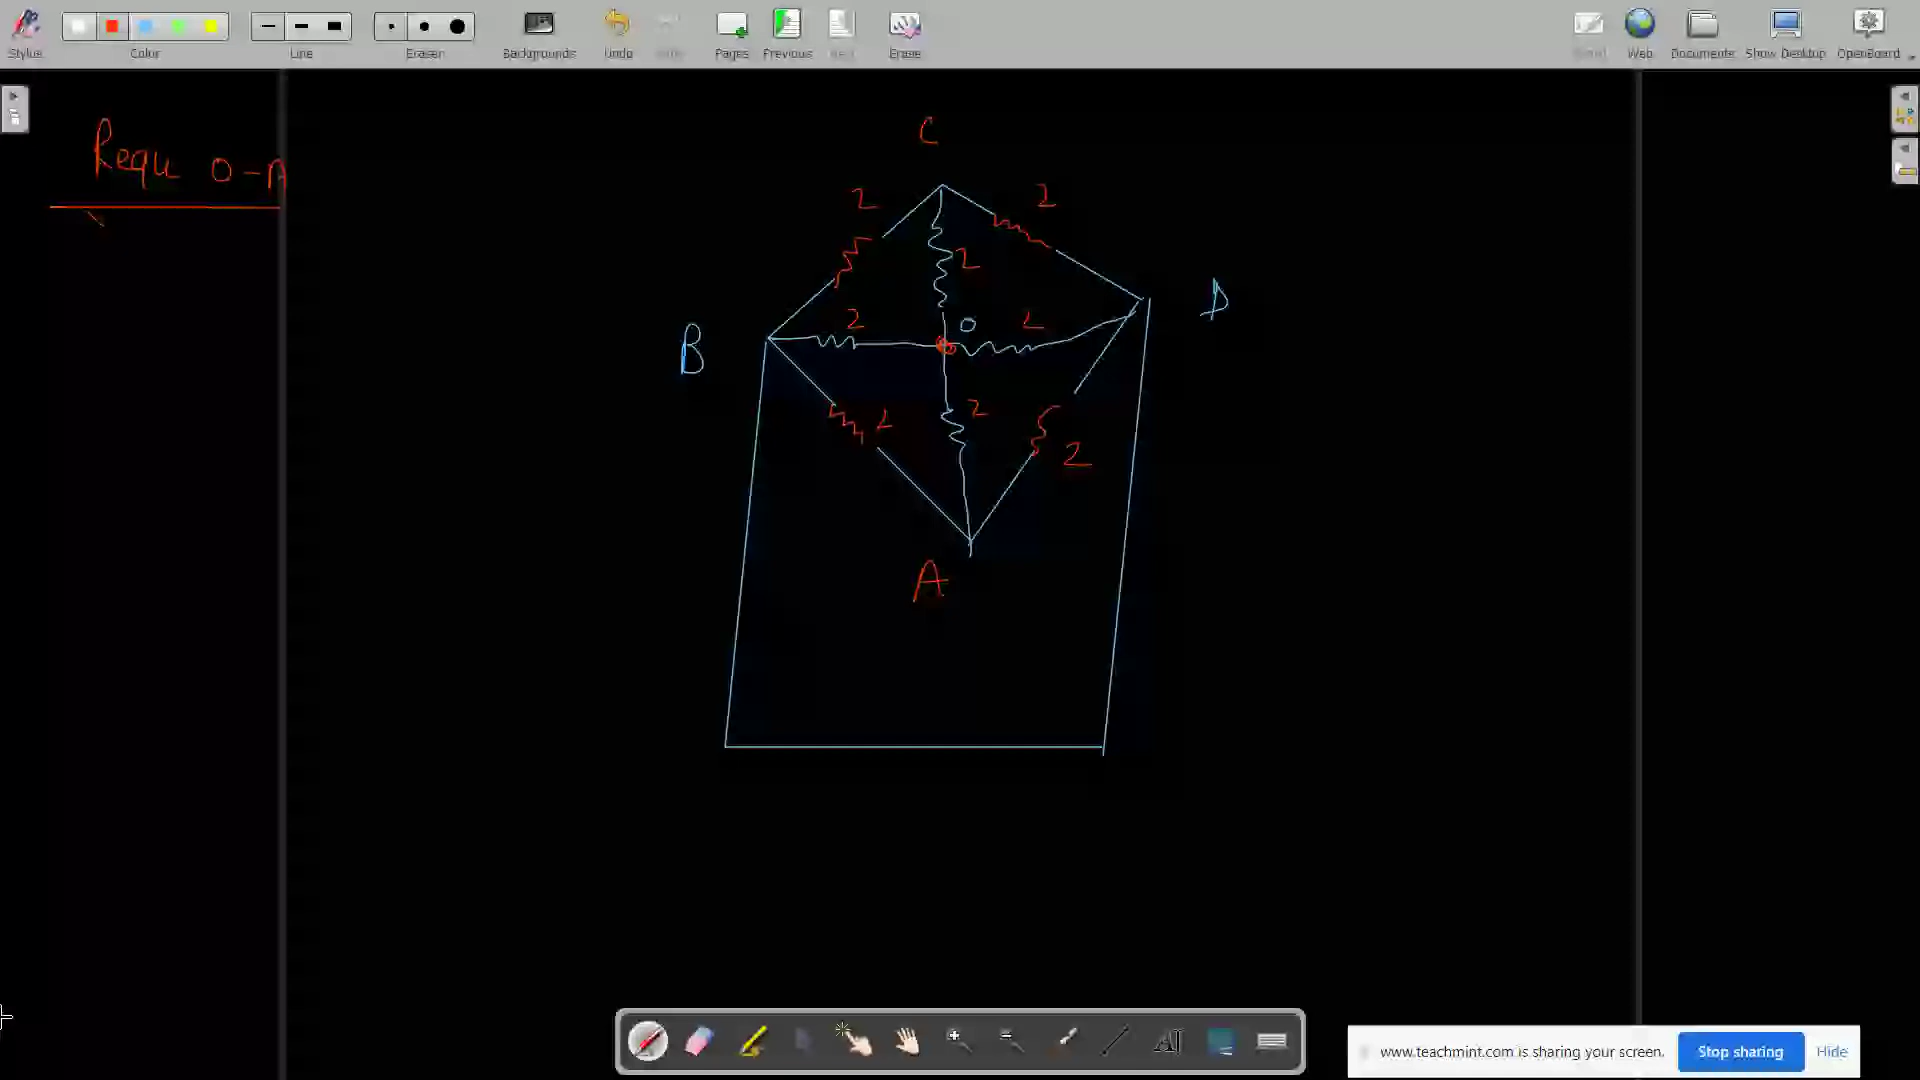 Stylus
Color
Line
Eraser
Backgrounds
Undo
Pages
Previous
Erase
Web
Documents
Show Desktop
OpenBoard
Requ O-A
C
2
2
2
2
O
2
B
D
2
2
2
A
www.teachmint.com is sharing your screen.
Stop sharing
Hide